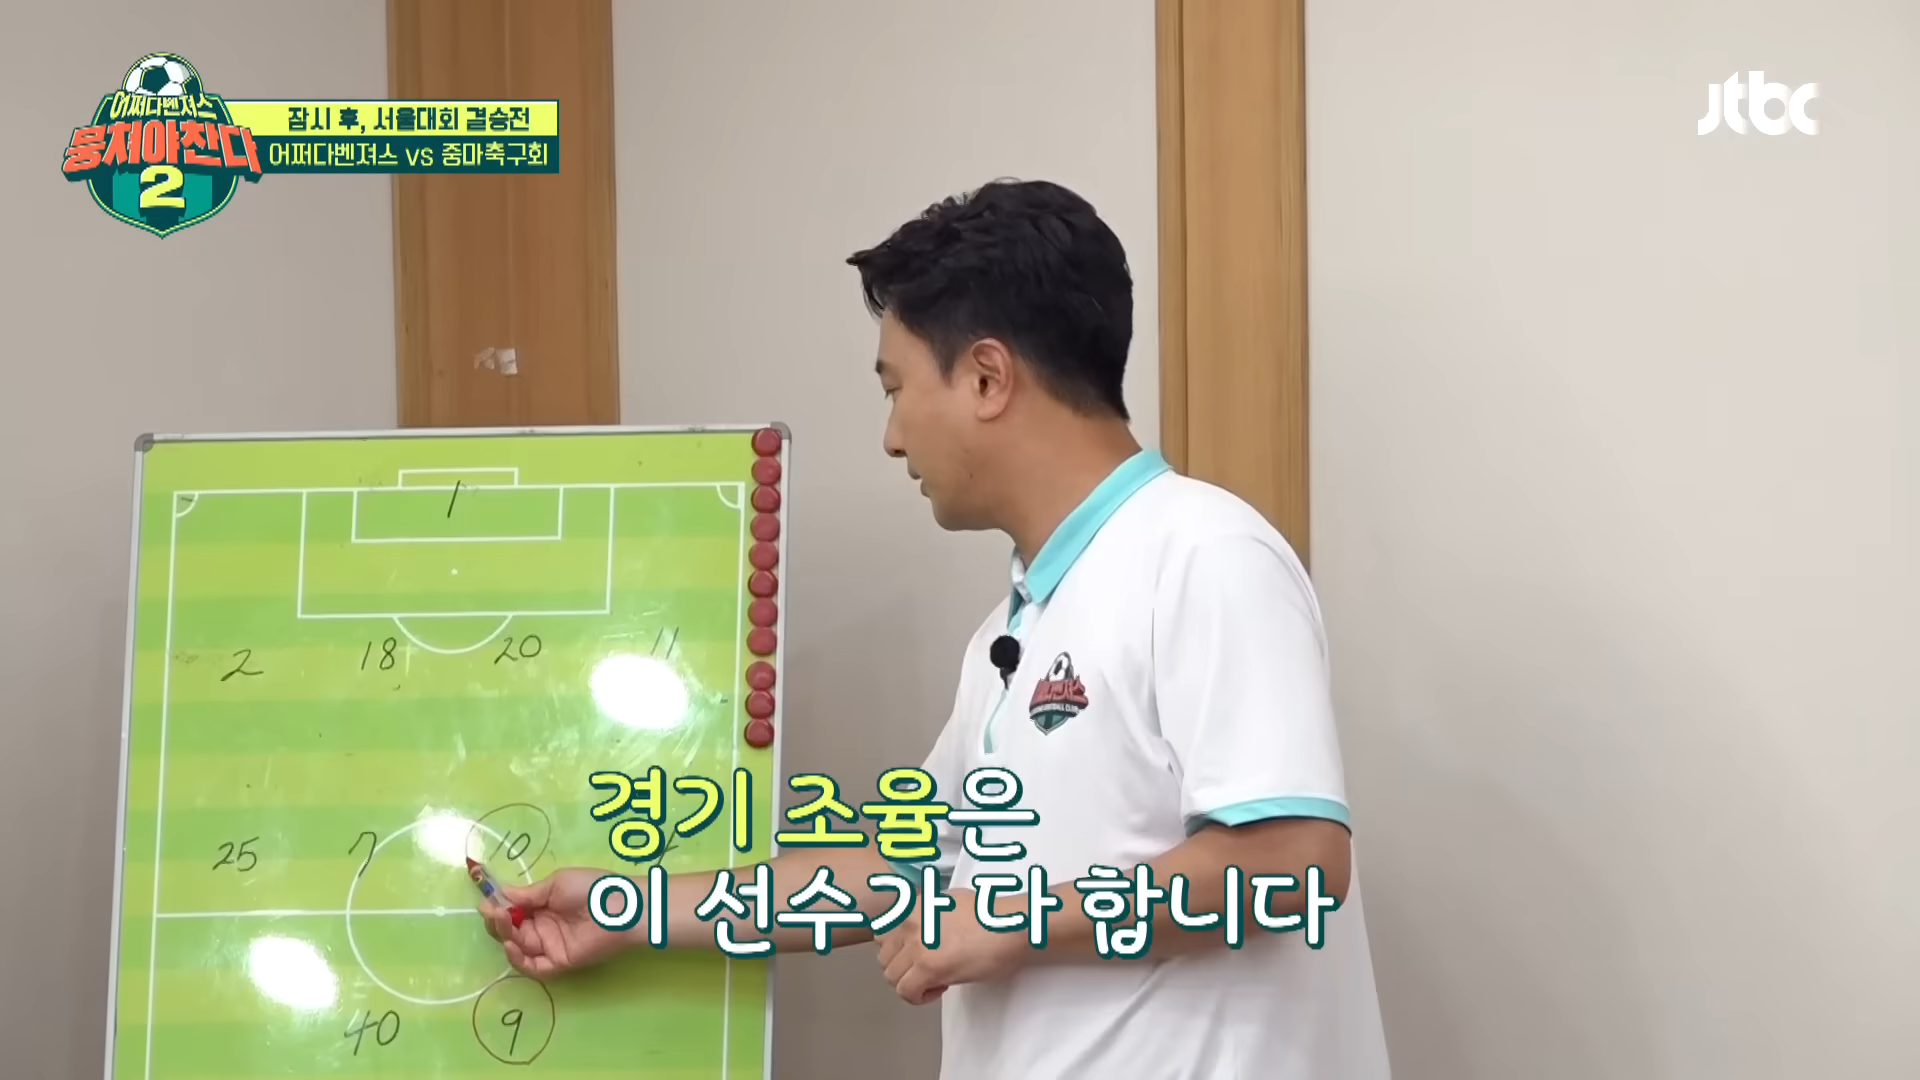 어쩌다벤져스
뭉쳐야찬다
2
잠시 후, 서울대회 결승전
어쩌다벤져스 vs 중마축구회
jtbc
1
2 18 20 11
25 7 10
40 9
경기 조율은
이 선수가 다 합니다